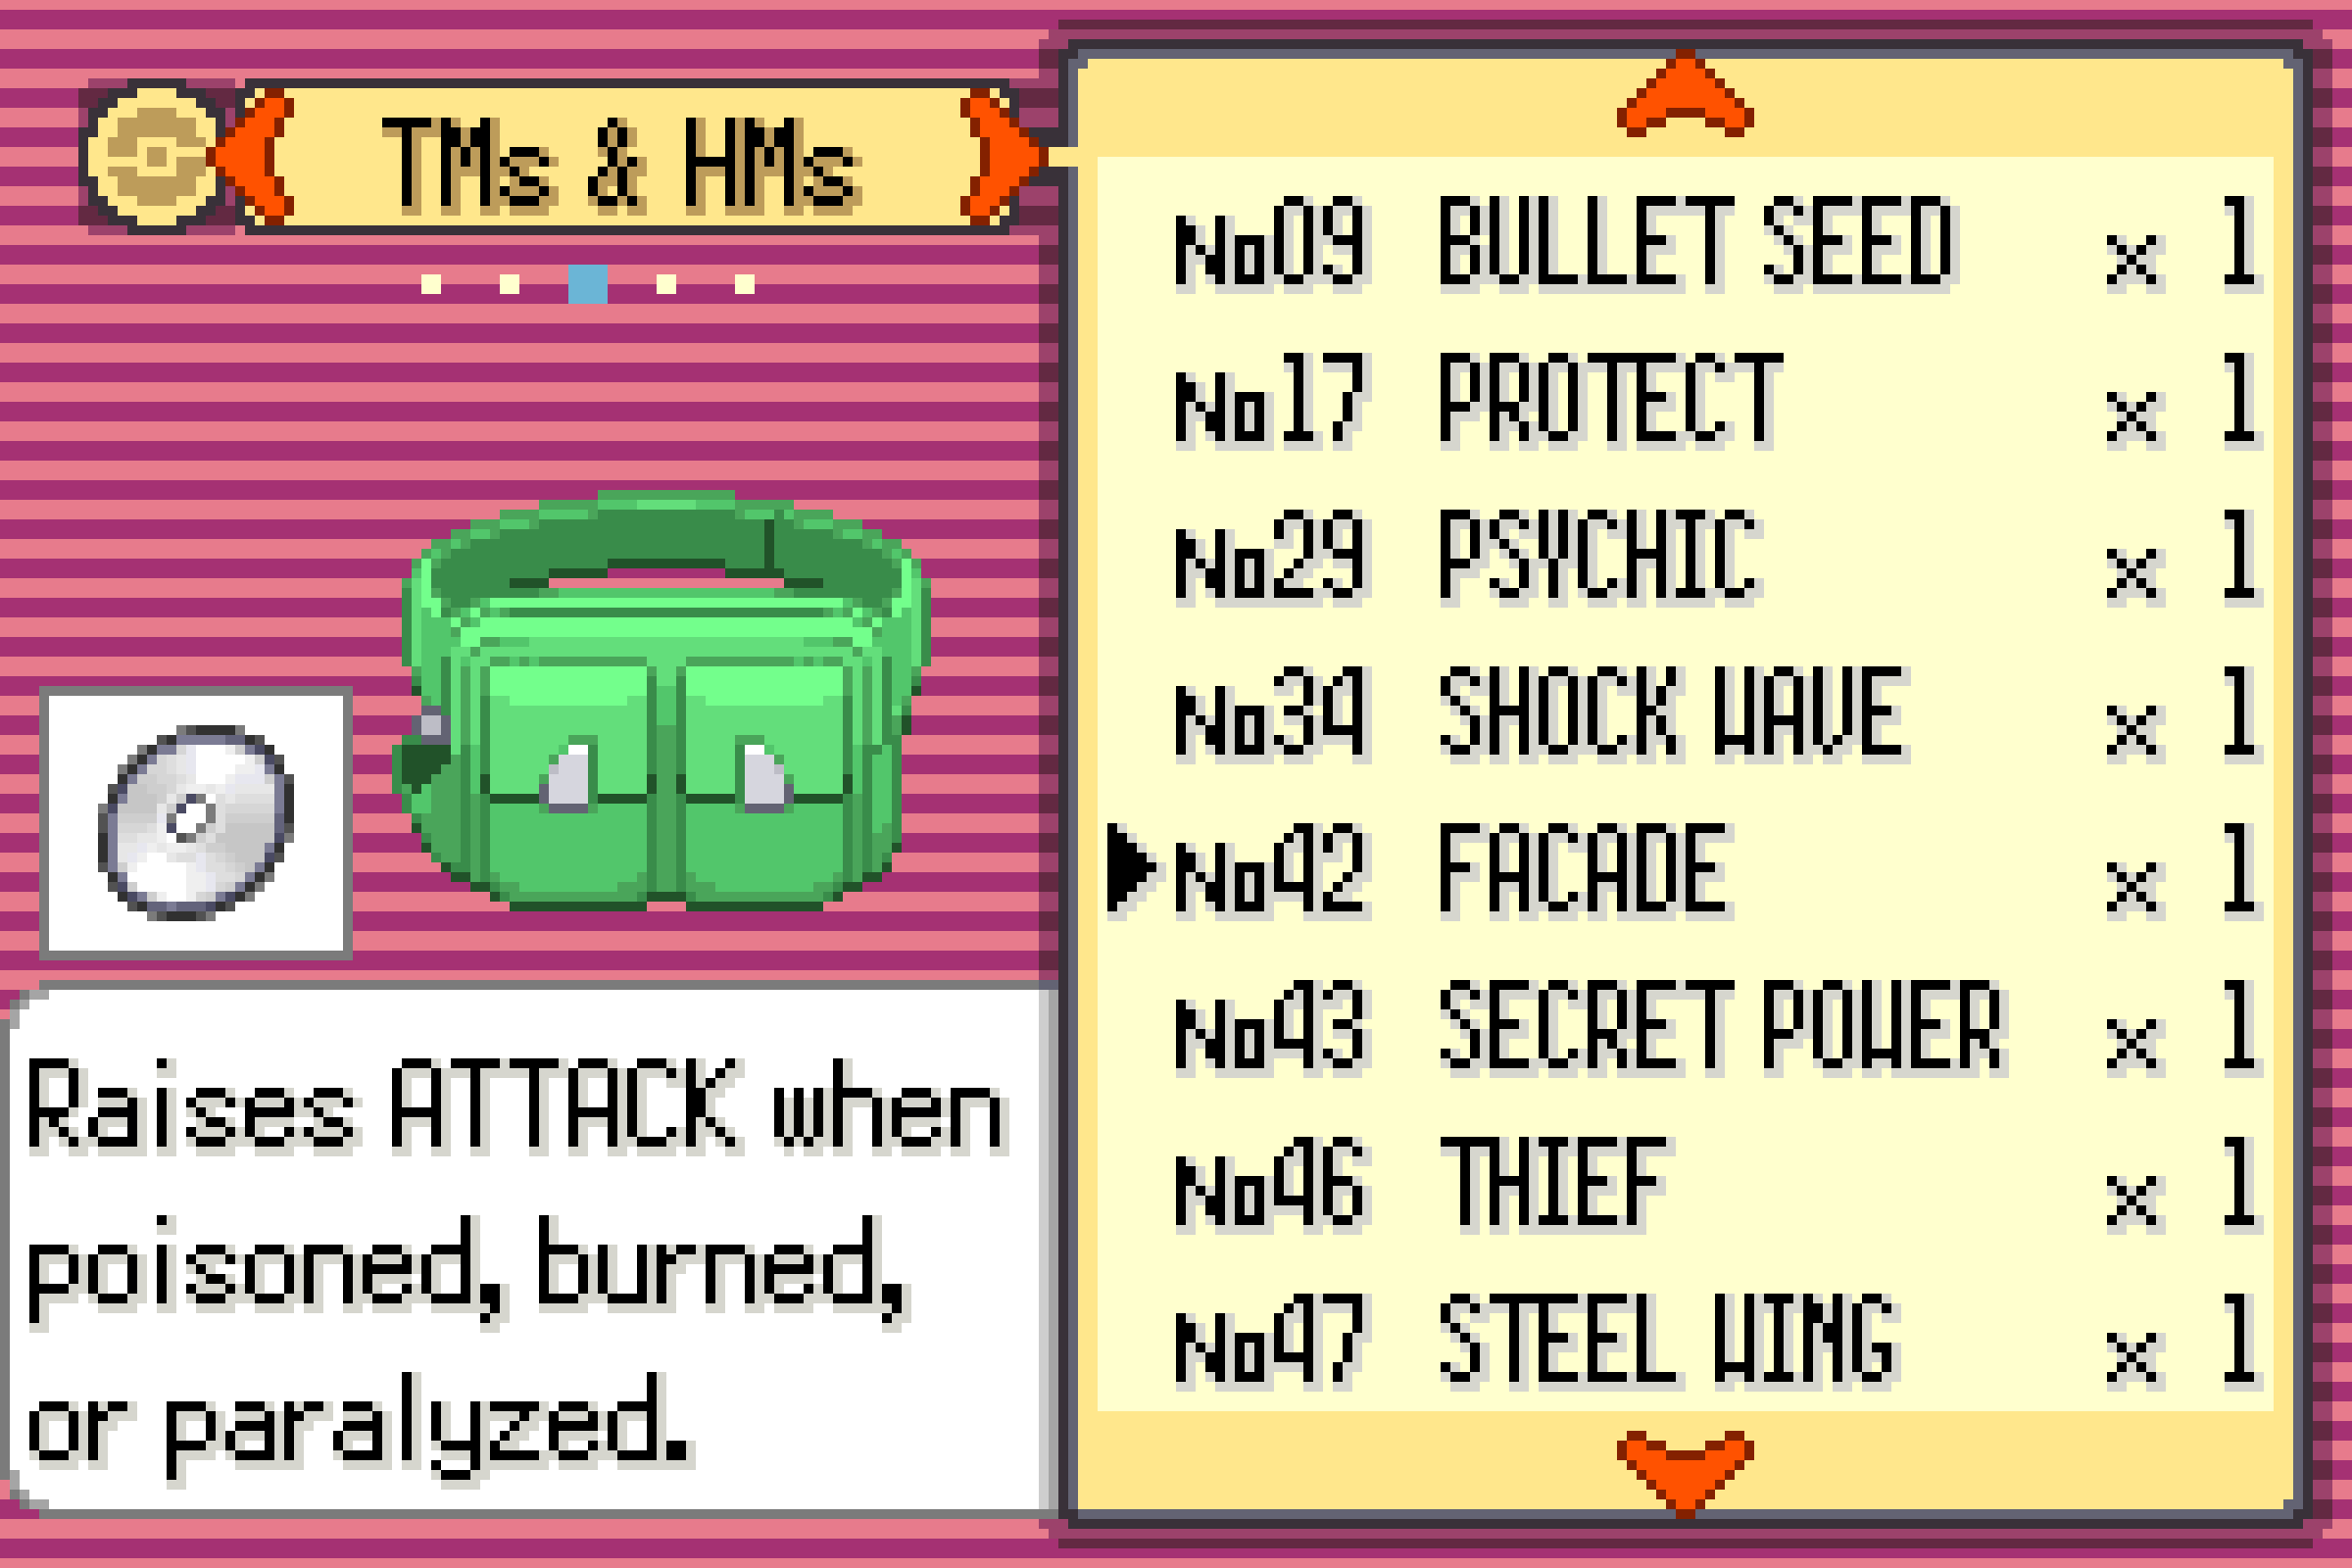 TMs & HMs
No09 BULLET SEED × 1
No17 PROTECT × 1
No29 PSYCHIC × 1
No34 SHOCK WAVE × 1
No42 FACADE × 1
No43 SECRET POWER × 1
No46 THIEF × 1
No47 STEEL WING × 1
Raises ATTACK when
poisoned, burned,
or paralyzed.